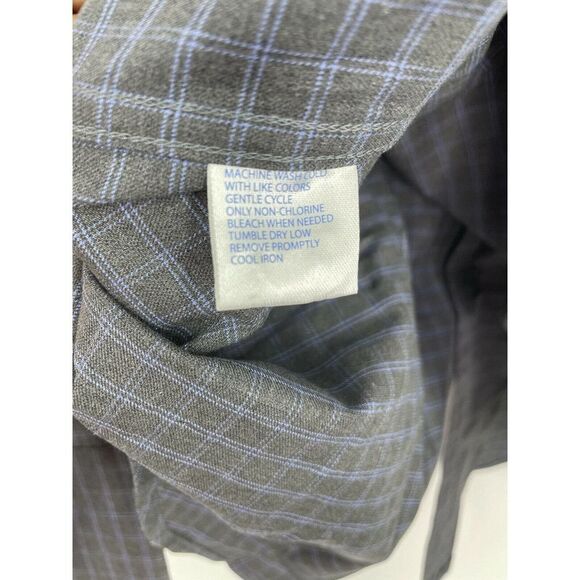 MACHINE WASH COLD
WITH LIKE COLORS
GENTLE CYCLE
ONLY NON-CHLORINE
BLEACH WHEN NEEDED
TUMBLE DRY LOW
REMOVE PROMPTLY
COOL IRON